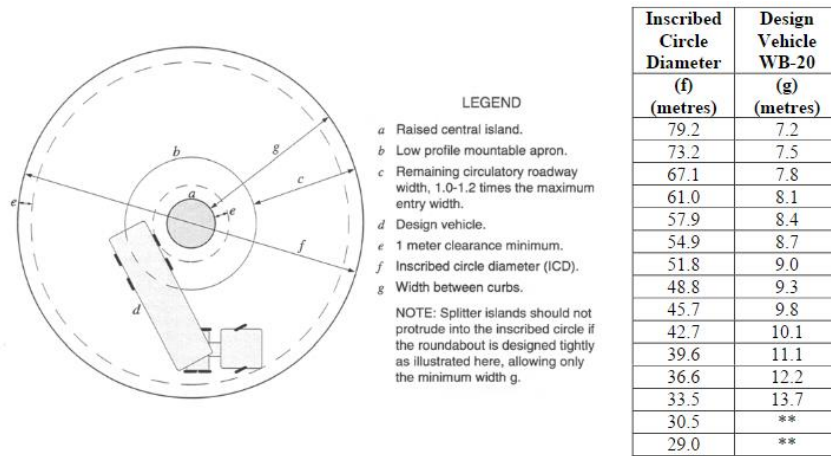 b
g
c
a
e
e
f
d
LEGEND
a Raised central island.
b Low profile mountable apron.
c Remaining circulatory roadway
width, 1.0-1.2 times the maximum
entry width.
d Design vehicle.
e 1 meter clearance minimum.
f Inscribed circle diameter (ICD).
g Width between curbs.
NOTE: Splitter islands should not
protrude into the inscribed circle if
the roundabout is designed tightly
as illustrated here, allowing only
the minimum width g.
Inscribed Circle Diameter Design Vehicle WB-20
(f) (metres) (g) (metres)
79.2 7.2
73.2 7.5
67.1 7.8
61.0 8.1
57.9 8.4
54.9 8.7
51.8 9.0
48.8 9.3
45.7 9.8
42.7 10.1
39.6 11.1
36.6 12.2
33.5 13.7
30.5 **
29.0 **